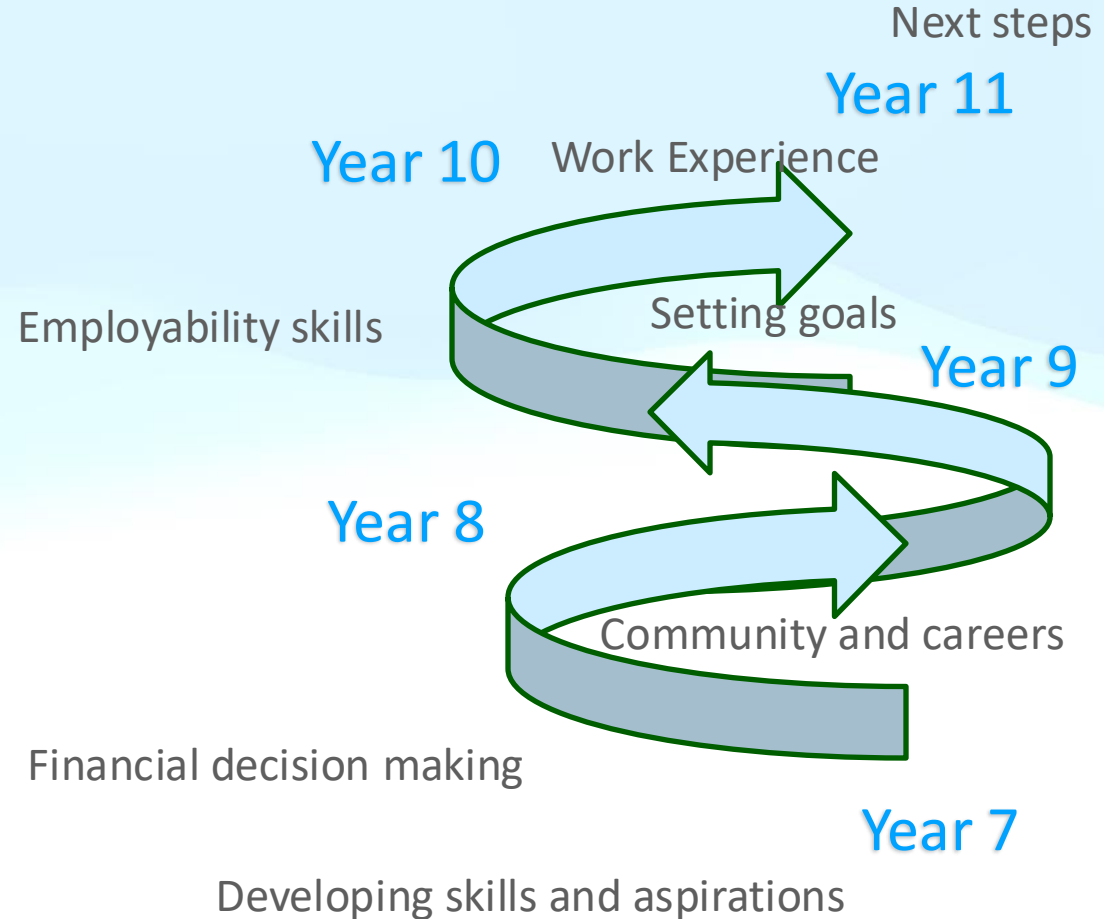 Next steps
Year 11
Year 10
Work Experience
Employability skills
Setting goals
Year 9
Year 8
Community and careers
Financial decision making
Year 7
Developing skills and aspirations